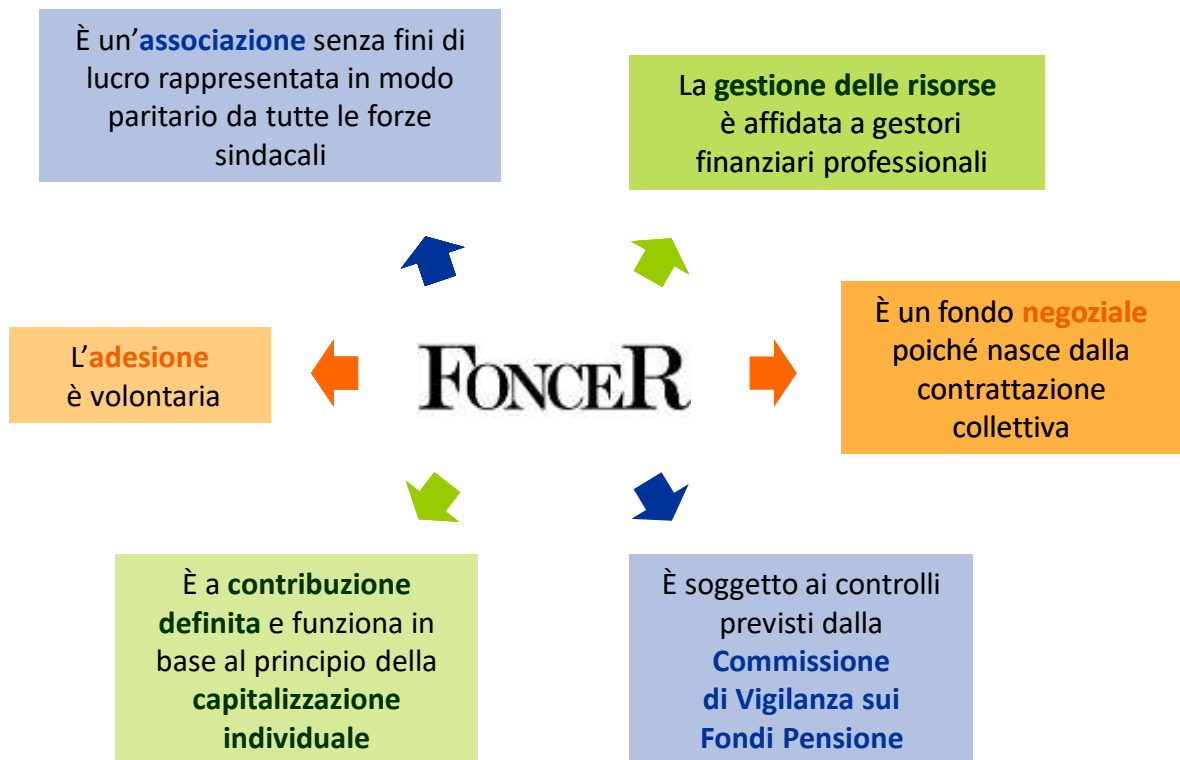 È un'associazione senza fini di
lucro rappresentata in modo
paritario da tutte le forze
sindacali
La gestione delle risorse
è affidata a gestori
finanziari professionali
L'adesione
è volontaria
FONCER
È un fondo negoziale
poiché nasce dalla
contrattazione
collettiva
È a contribuzione
definita e funziona in
base al principio della
capitalizzazione
individuale
È soggetto ai controlli
previsti dalla
Commissione
di Vigilanza sui
Fondi Pensione